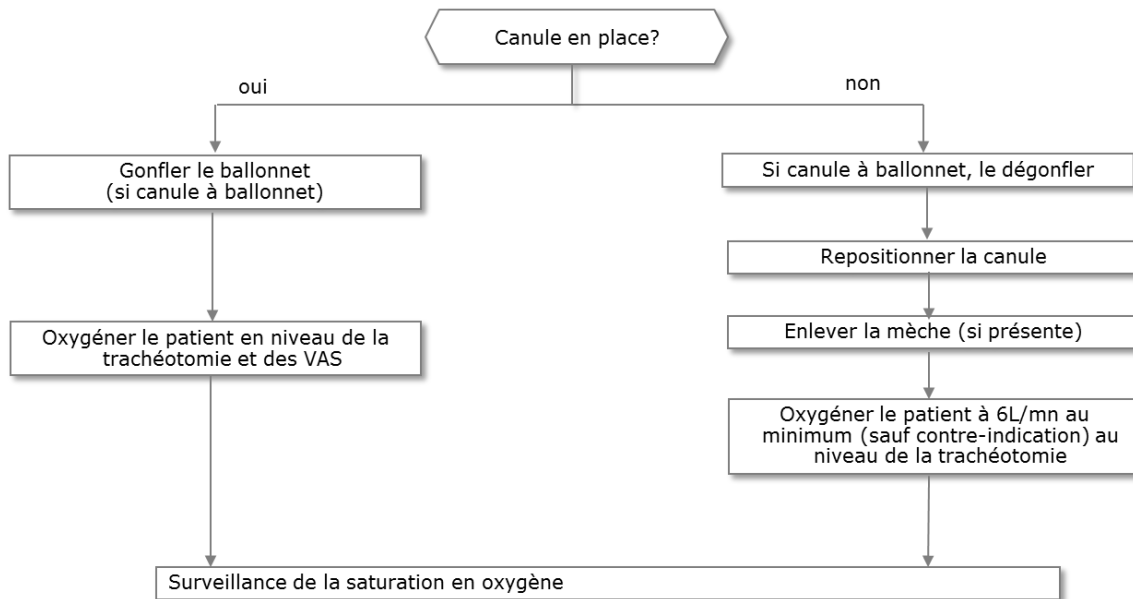 Canule en place?
oui
non
Gonfler le ballonnet
(si canule à ballonnet)
Si canule à ballonnet, le dégonfler
Repositionner la canule
Oxygéner le patient en niveau de la
trachéotomie et des VAS
Enlever la mèche (si présente)
Oxygéner le patient à 6L/mn au
minimum (sauf contre-indication) au
niveau de la trachéotomie
Surveillance de la saturation en oxygène